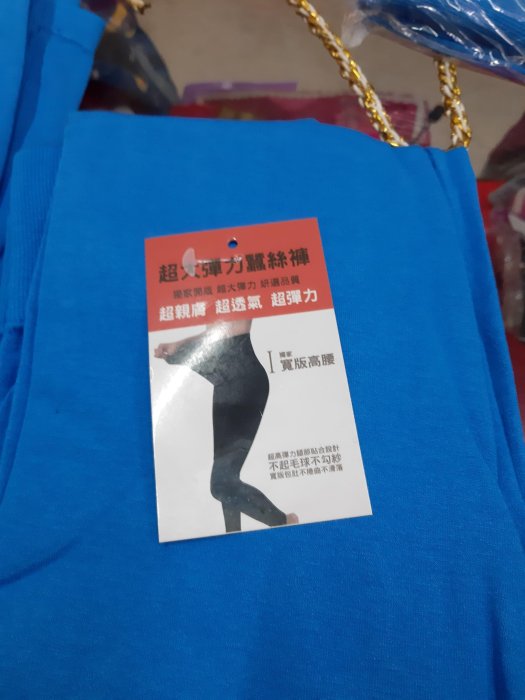 超大彈力蠶絲褲
獨家開版 超大彈力 研選品質
超親膚 超透氣 超彈力
獨家
寬版高腰
超高彈力腿部貼合設計
不起毛球不勾紗
寬版包肚不捲曲不滑落